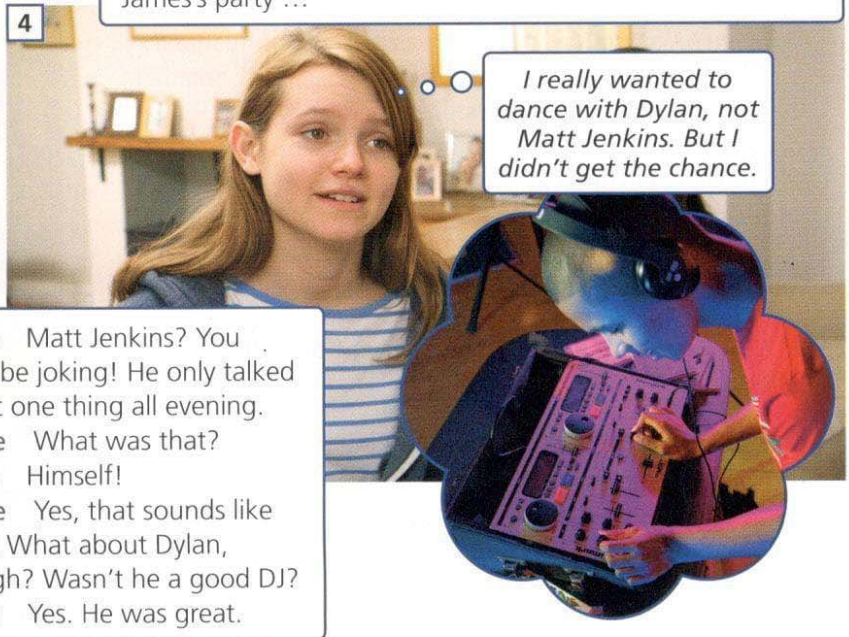 James's party ...
4
I really wanted to
dance with Dylan, not
Matt Jenkins. But I
didn't get the chance.
Matt Jenkins? You
be joking! He only talked
one thing all evening.
What was that?
Himself!
Yes, that sounds like
What about Dylan,
Wasn't he a good DJ?
Yes. He was great.